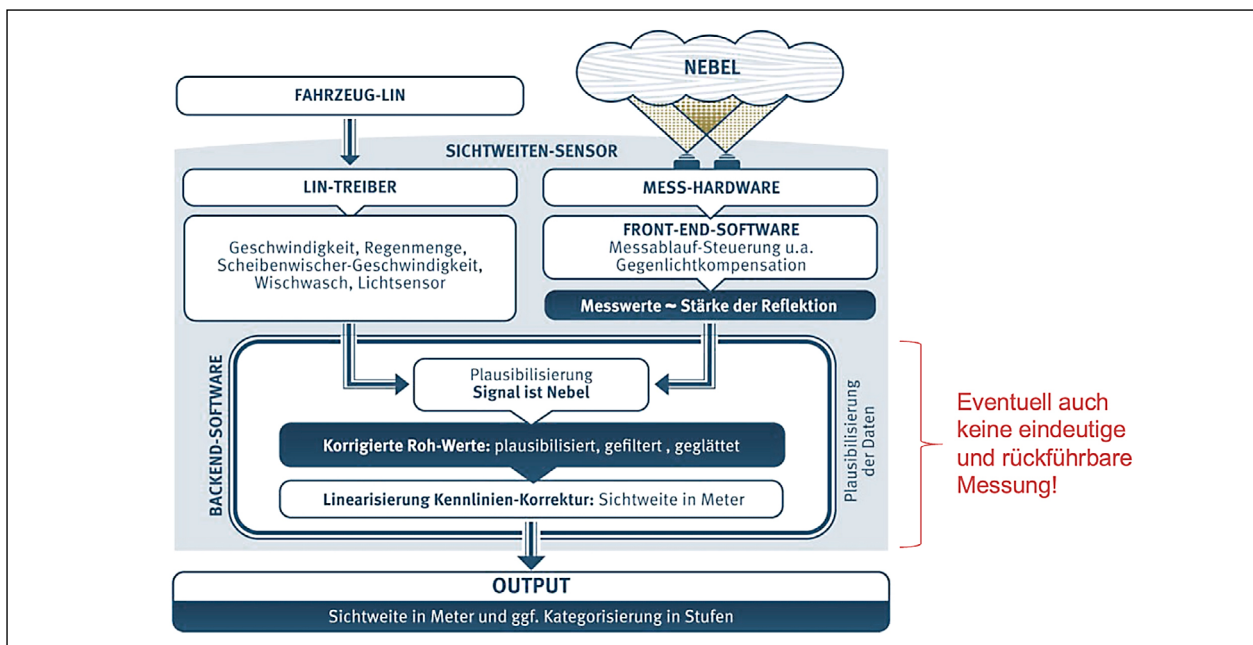 NEBEL
FAHRZEUG-LIN
SICHTWEITEN-SENSOR
LIN-TREIBER
Geschwindigkeit, Regenmenge,
Scheibenwischer-Geschwindigkeit,
Wischwasch, Lichtsensor
MESS-HARDWARE
FRONT-END-SOFTWARE
Messablauf-Steuerung u.a.
Gegenlichtkompensation
Messwerte ~ Stärke der Reflektion
BACKEND-SOFTWARE
Plausibilisierung
Signal ist Nebel
Korrigierte Roh-Werte: plausibilisiert, gefiltert , geglättet
Linearisierung Kennlinien-Korrektur: Sichtweite in Meter
Plausibilisierung
der Daten
Eventuell auch
keine eindeutige
und rückführbare
Messung!
OUTPUT
Sichtweite in Meter und ggf. Kategorisierung in Stufen